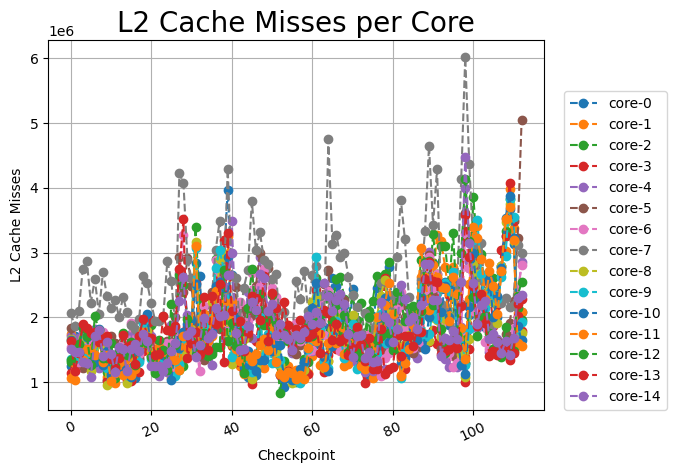 L2 Cache Misses per Core
1e6
6
5
4
3
2
1
L2 Cache Misses
0
20
40
60
80
100
Checkpoint
core-0
core-1
core-2
core-3
core-4
core-5
core-6
core-7
core-8
core-9
core-10
core-11
core-12
core-13
core-14